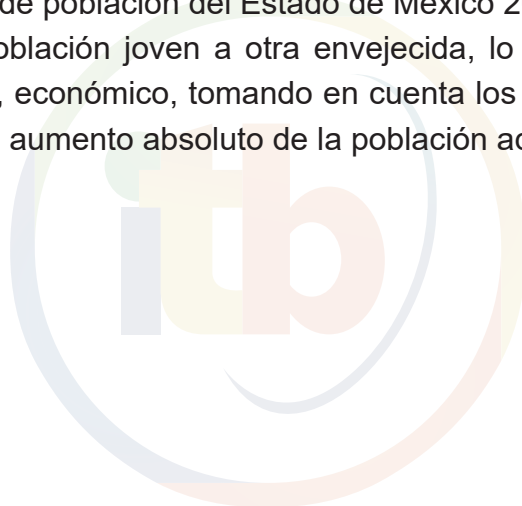 de población del Estado de México 2
oblación joven a otra envejecida, lo
, económico, tomando en cuenta los
aumento absoluto de la población a
itb